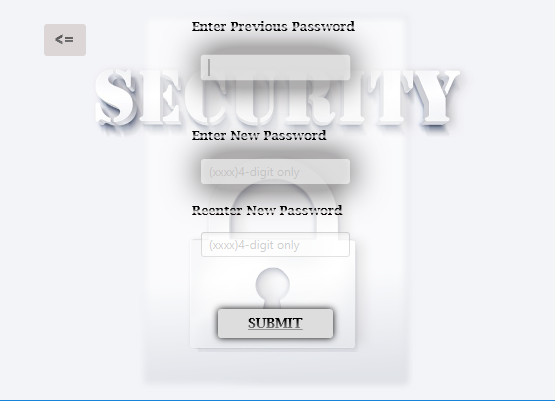 Enter Previous Password
<=
SECURITY
Enter New Password
(xxxx)4-digit only
Reenter New Password
(xxxx)4-digit only
SUBMIT